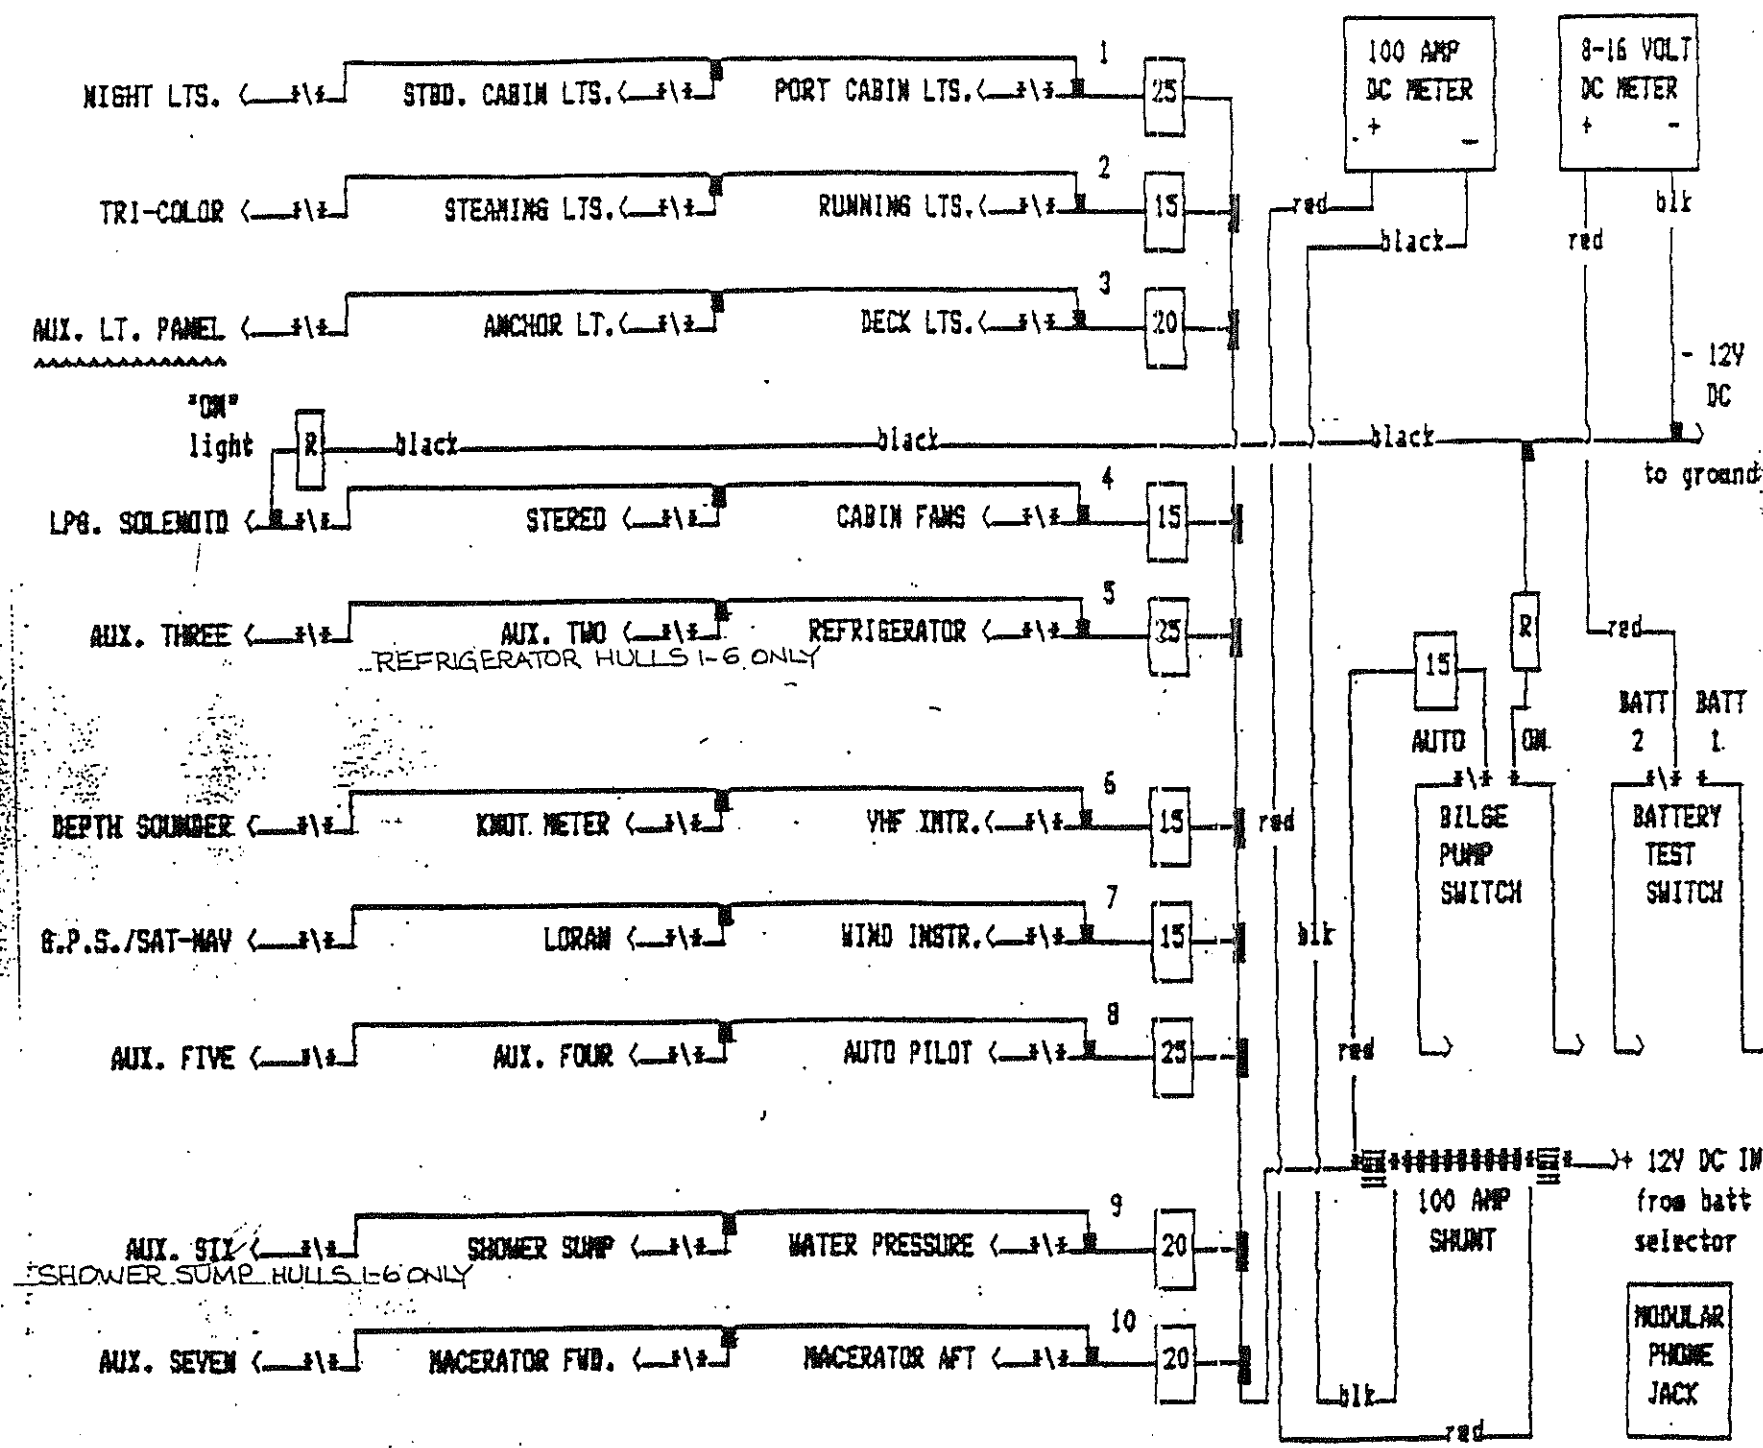 1
100 AMP
DC METER
+ -
8-16 VOLT
DC METER
+ -
NIGHT LTS. STBD. CABIN LTS. PORT CABIN LTS. 25
2
TRI-COLOR STEAMING LTS. RUNNING LTS. 15
red
black
red
blk
3
AUX. LT. PANEL ANCHOR LT. DECK LTS. 20
- 12V
DC
"ON"
light R black black black
to ground
4
LPG. SOLENOID STEREO CABIN FANS 15
5
AUX. THREE AUX. TWO REFRIGERATOR 25
REFRIGERATOR HULLS 1-6 ONLY
R
red
15
AUTO ON
BATT BATT
2 1
6
DEPTH SOUNDER KNOT METER VHF INTR. 15
red
BILGE
PUMP
SWITCH
BATTERY
TEST
SWITCH
7
G.P.S./SAT-NAV LORAN WIND INSTR. 15
blk
8
AUX. FIVE AUX. FOUR AUTO PILOT 25
red
+ 12V DC IN
from batt
selector
100 AMP
SHUNT
9
AUX. SIX SHOWER SUMP WATER PRESSURE 20
SHOWER SUMP HULLS 1-6 ONLY
10
AUX. SEVEN MACERATOR FWD. MACERATOR AFT 20
blk
red
MODULAR
PHONE
JACK